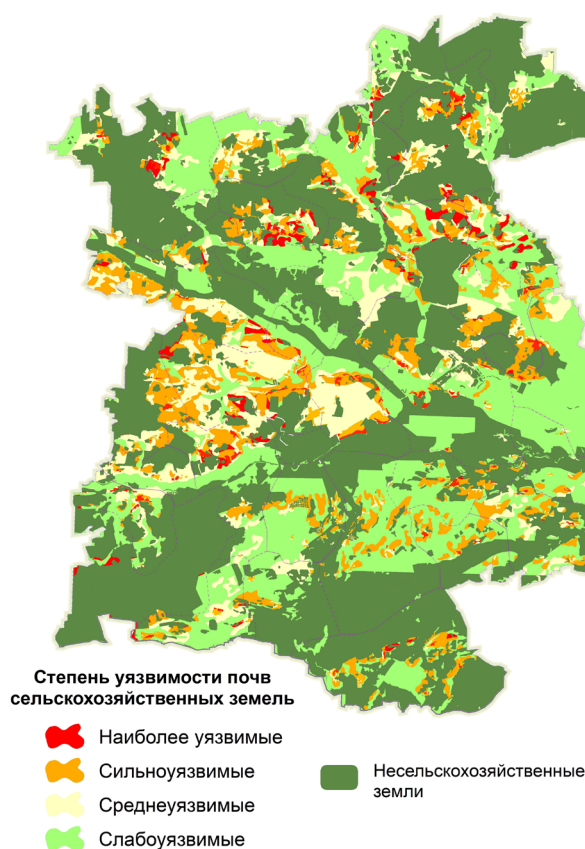 Степень уязвимости почв
сельскохозяйственных земель
Наиболее уязвимые
Сильноуязвимые
Среднеуязвимые
Слабоуязвимые
Несельскохозяйственные
земли